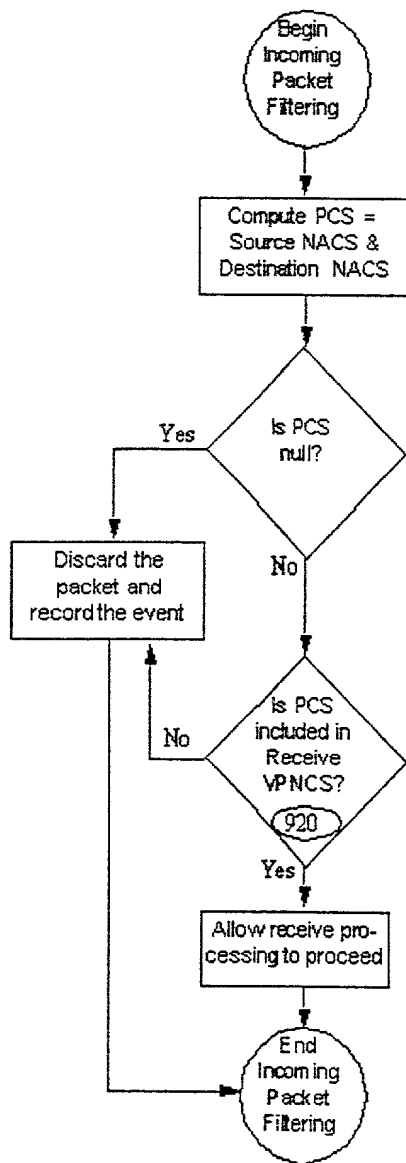 Begin
Incoming
Packet
Filtering
Compute PCS =
Source NACS &
Destination NACS
Is PCS
null?
Yes
No
Discard the
packet and
record the event
Is PCS
included in
Receive
VPNCS?
920
No
Yes
Allow receive pro-
cessing to proceed
End
Incoming
Packet
Filtering